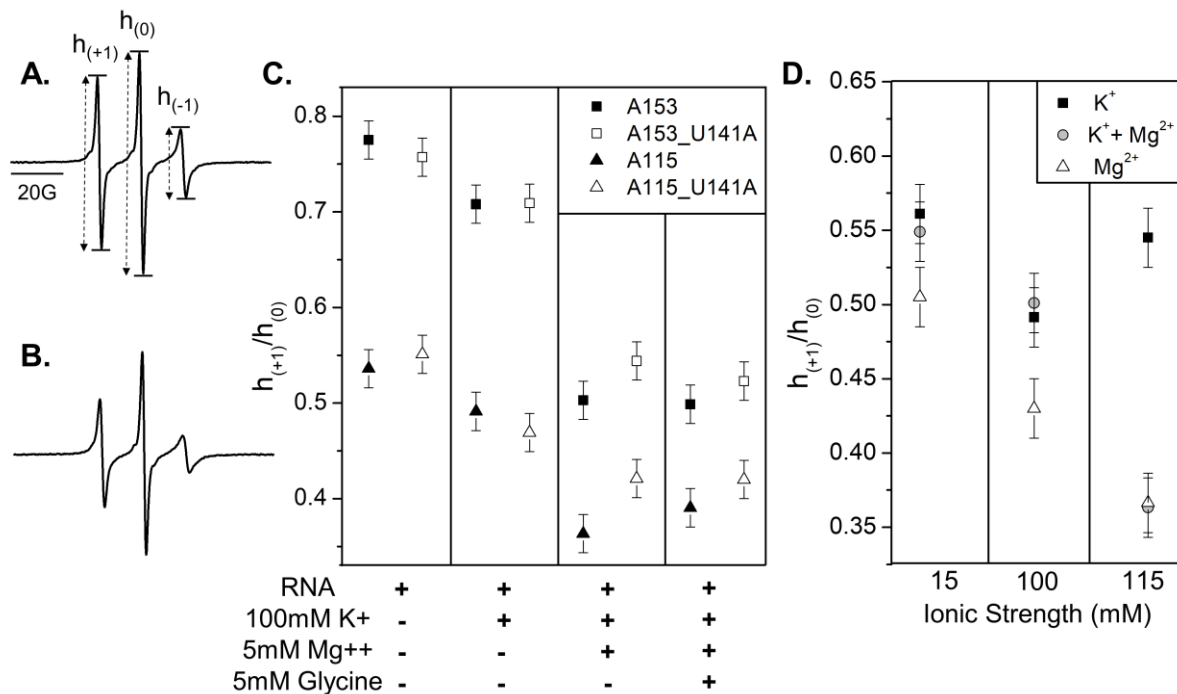 A.
h(+1)
h(0)
h(-1)
20G
B.
C.
h(+1)/h(0)
0.8
0.7
0.6
0.5
0.4
A153
A153_U141A
A115
A115_U141A
RNA + + + +
100mM K+ - + + +
5mM Mg++ - - + +
5mM Glycine - - - +
D.
h(+1)/h(0)
0.65
0.60
0.55
0.50
0.45
0.40
0.35
K+
K++ Mg2+
Mg2+
15 100 115
Ionic Strength (mM)